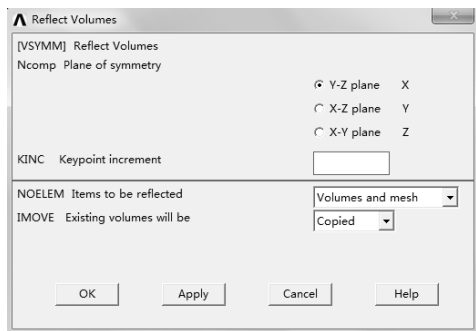 Reflect Volumes
[VSYMM] Reflect Volumes
Ncomp Plane of symmetry
Y-Z plane X
X-Z plane Y
X-Y plane Z
KINC Keypoint increment
NOELEM Items to be reflected Volumes and mesh
IMOVE Existing volumes will be Copied
OK Apply Cancel Help